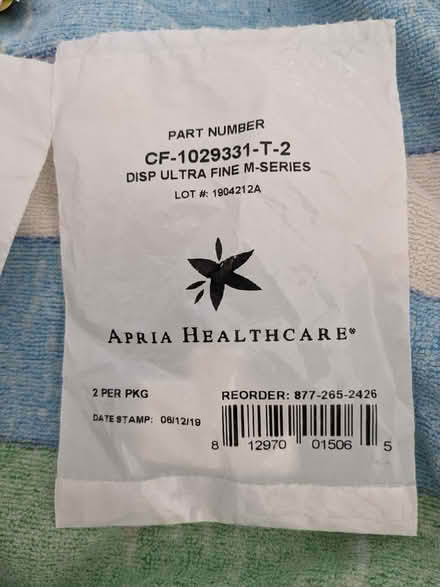 PART NUMBER
CF-1029331-T-2
DISP ULTRA FINE M-SERIES
LOT #: 1904212A
APRIA HEALTHCARE®
2 PER PKG
REORDER: 877-265-2426
DATE STAMP: 06/12/19
8 12970 01506 5